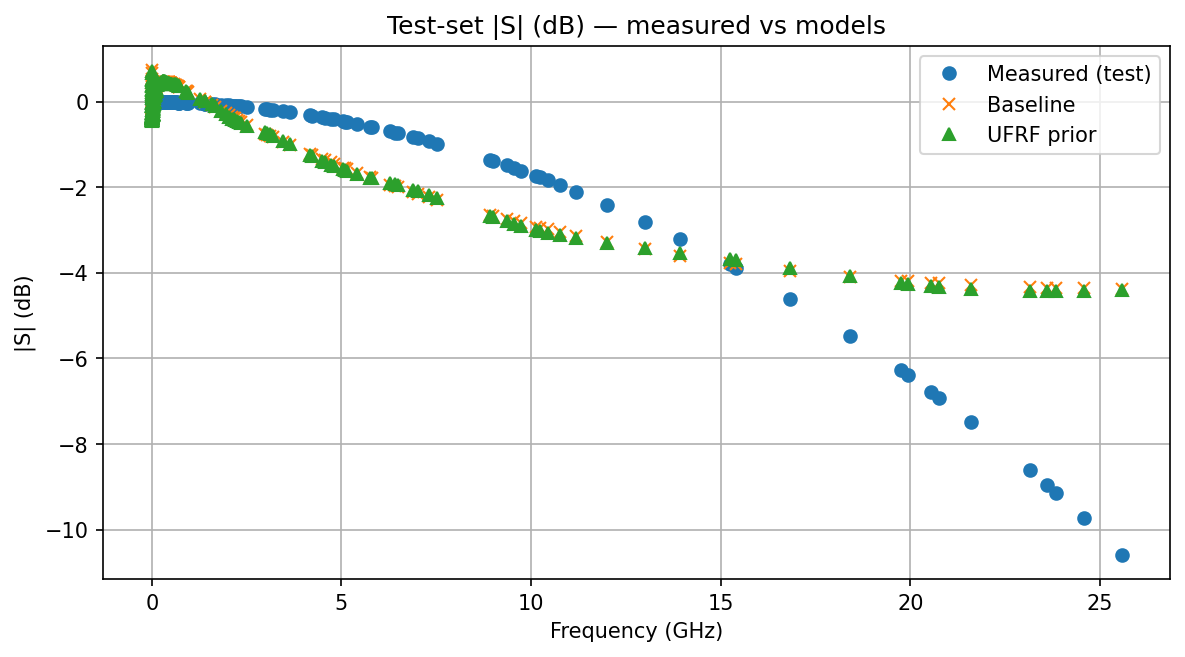 Test-set |S| (dB) — measured vs models
Measured (test)
Baseline
UFRF prior
|S| (dB)
0
−2
−4
−6
−8
−10
0 5 10 15 20 25
Frequency (GHz)